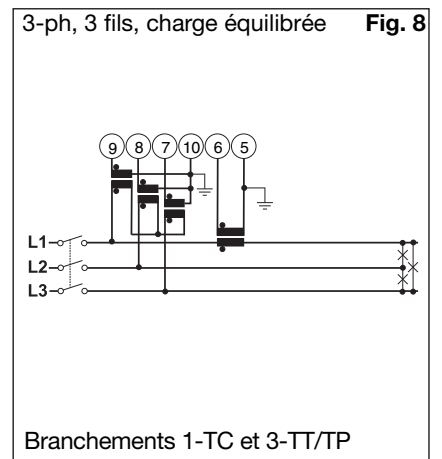 3-ph, 3 fils, charge équilibrée Fig. 8
9 8 7 10 6 5
L1
L2
L3
Branchements 1-TC et 3-TT/TP